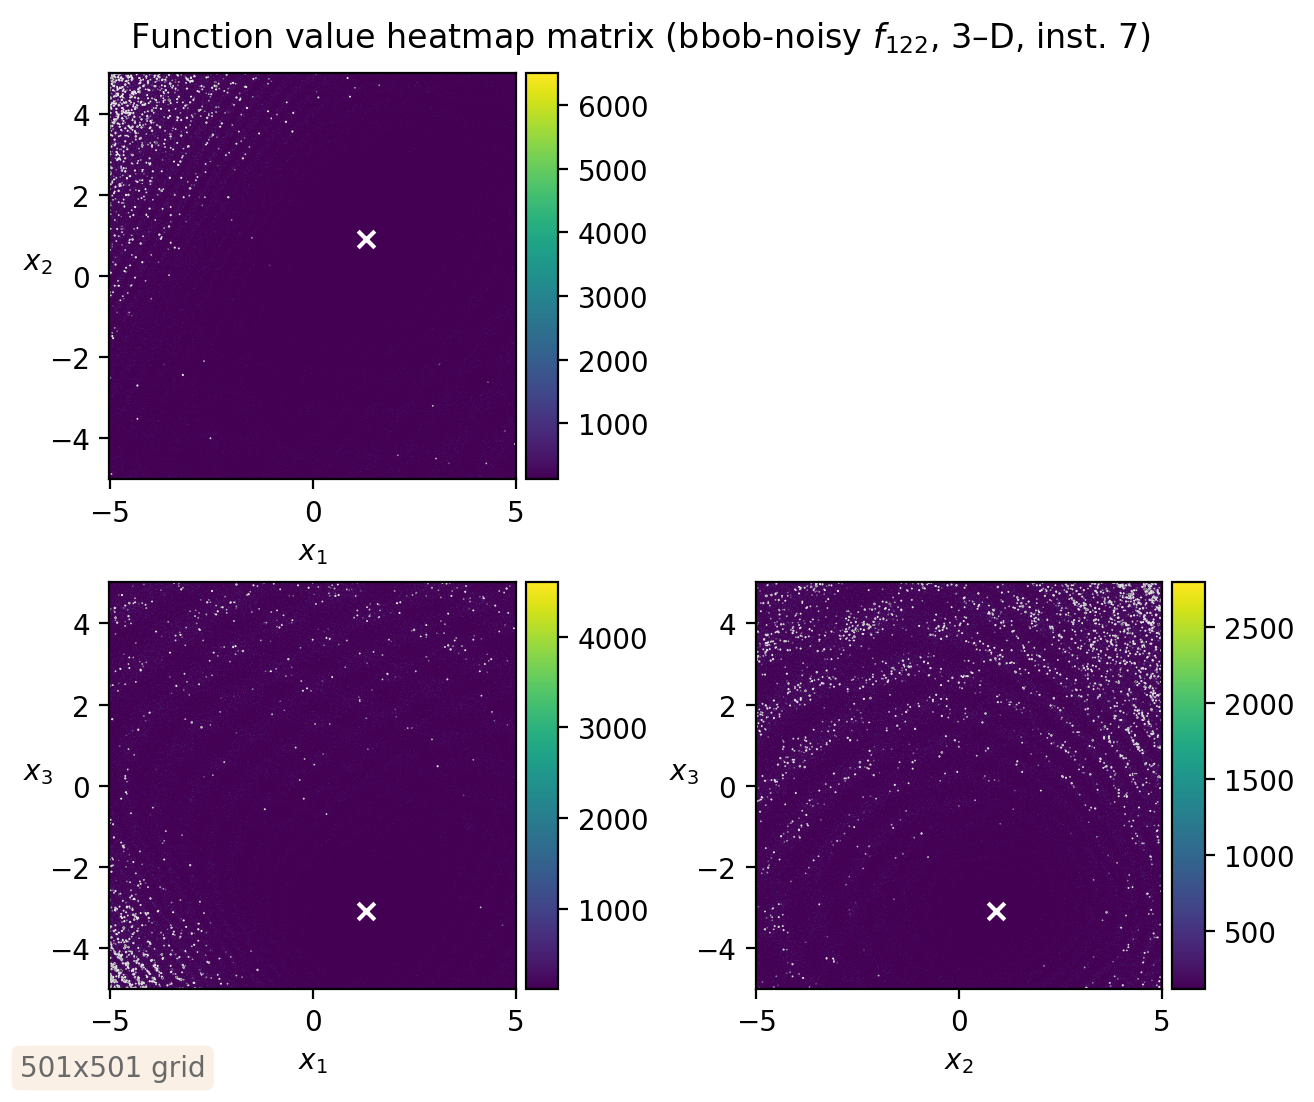 Function value heatmap matrix (bbob-noisy f122, 3–D, inst. 7)
4
2
0
−2
−4
x2
−5 0 5
x1
6000
5000
4000
3000
2000
1000
4
2
0
−2
−4
x3
−5 0 5
x1
4000
3000
2000
1000
4
2
0
−2
−4
x3
−5 0 5
x2
2500
2000
1500
1000
500
501x501 grid